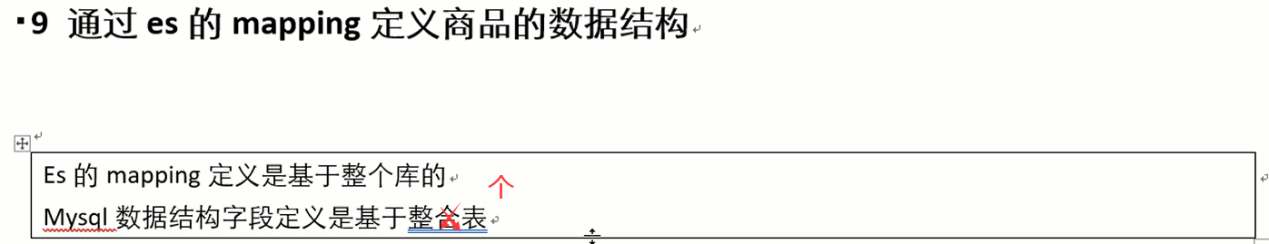 9 通过 es 的 mapping 定义商品的数据结构
Es 的 mapping 定义是基于整个库的
个
Mysql 数据结构字段定义是基于整合表